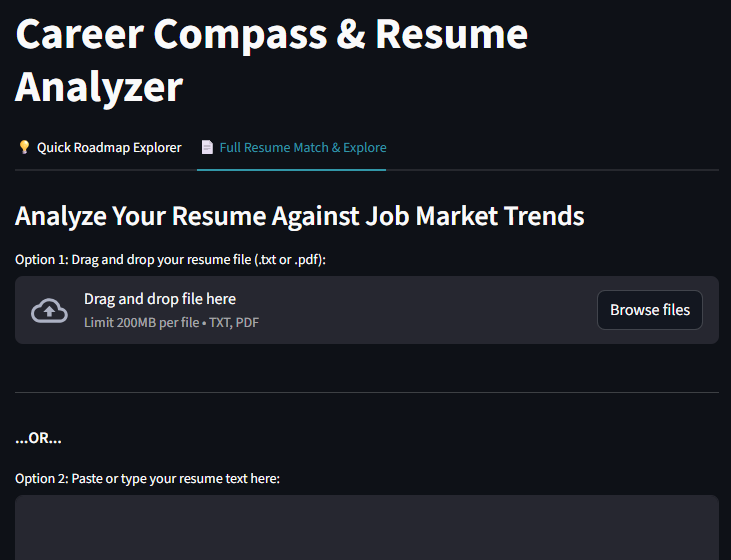 Career Compass & Resume
Analyzer
💡 Quick Roadmap Explorer
📄 Full Resume Match & Explore
Analyze Your Resume Against Job Market Trends
Option 1: Drag and drop your resume file (.txt or .pdf):
Drag and drop file here
Limit 200MB per file • TXT, PDF
Browse files
...OR...
Option 2: Paste or type your resume text here: